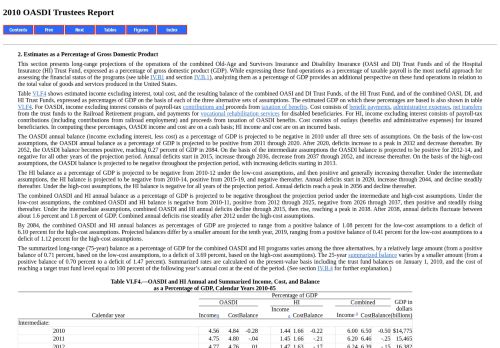 2010 OASDI Trustees Report
Contents Prev Next Tables Figures Index
2. Estimates as a Percentage of Gross Domestic Product
This section presents long-range projections of the operations of the combined Old-Age and Survivors Insurance and Disability Insurance (OASI and DI) Trust Funds and of the Hospital
Insurance (HI) Trust Fund, expressed as a percentage of gross domestic product (GDP). While expressing these fund operations as a percentage of taxable payroll is the most useful approach for
assessing the financial status of the programs (see table IV.B1 and section IV.B.1), analyzing them as a percentage of GDP provides an additional perspective on these fund operations in relation to
the total value of goods and services produced in the United States.
Table VI.F4 shows estimated income excluding interest, total cost, and the resulting balance of the combined OASI and DI Trust Funds, of the HI Trust Fund, and of the combined OASI, DI, and
HI Trust Funds, expressed as percentages of GDP on the basis of each of the three alternative sets of assumptions. The estimated GDP on which these percentages are based is also shown in table
VI.F6. For OASDI, income excluding interest consists of payroll-tax contributions and proceeds from taxation of benefits. Cost consists of benefit payments, administrative expenses, net transfers
from the trust funds to the Railroad Retirement program, and payments for vocational rehabilitation services for disabled beneficiaries. For HI, income excluding interest consists of payroll-tax
contributions (including contributions from railroad employment) and proceeds from taxation of OASDI benefits. Cost consists of outlays (benefits and administrative expenses) for insured
beneficiaries. In computing these percentages, OASDI income and cost are on a cash basis; HI income and cost are on an incurred basis.
The OASDI annual balance (income excluding interest, less cost) as a percentage of GDP is projected to be negative in 2010 under all three sets of assumptions. On the basis of the low-cost
assumptions, the OASDI annual balance as a percentage of GDP is projected to be positive from 2011 through 2020. After 2020, deficits increase to a peak in 2032 and decrease thereafter. By
2052, the OASDI balance becomes positive, reaching 0.27 percent of GDP in 2084. On the basis of the intermediate assumptions the OASDI balance is projected to be positive for 2012-14, and
negative for all other years of the projection period. Annual deficits start in 2015, increase through 2036, decrease from 2037 through 2052, and increase thereafter. On the basis of the high-cost
assumptions, the OASDI balance is projected to be negative throughout the projection period, with increasing deficits starting in 2013.
The HI balance as a percentage of GDP is projected to be negative from 2010-12 under the low-cost assumptions, and then positive and generally increasing thereafter. Under the intermediate
assumptions, the HI balance is projected to be negative from 2010-14, positive from 2015-19, and negative thereafter. Annual deficits start in 2020, increase through 2044, and decline steadily
thereafter. Under the high-cost assumptions, the HI balance is negative for all years of the projection period. Annual deficits reach a peak in 2056 and decline thereafter.
The combined OASDI and HI annual balance as a percentage of GDP is projected to be negative throughout the projection period under the intermediate and high-cost assumptions. Under the
low-cost assumptions, the combined OASDI and HI balance is negative from 2010-11, positive from 2012 through 2025, negative from 2026 through 2037, then positive and steadily rising
thereafter. Under the intermediate assumptions, combined OASDI and HI annual deficits decline through 2015, then rise, reaching a peak in 2038. After 2038, annual deficits fluctuate between
about 1.6 percent and 1.8 percent of GDP. Combined annual deficits rise steadily after 2012 under the high-cost assumptions.
By 2084, the combined OASDI and HI annual balances as percentages of GDP are projected to range from a positive balance of 1.08 percent for the low-cost assumptions to a deficit of
6.10 percent for the high-cost assumptions. Projected balances differ by a smaller amount for the tenth year, 2019, ranging from a positive balance of 0.41 percent for the low-cost assumptions to a
deficit of 1.12 percent for the high-cost assumptions.
The summarized long-range (75-year) balance as a percentage of GDP for the combined OASDI and HI programs varies among the three alternatives, by a relatively large amount (from a positive
balance of 0.71 percent, based on the low-cost assumptions, to a deficit of 3.69 percent, based on the high-cost assumptions). The 25-year summarized balance varies by a smaller amount (from a
positive balance of 0.70 percent to a deficit of 1.47 percent). Summarized rates are calculated on the present-value basis including the trust fund balances on January 1, 2010, and the cost of
reaching a target trust fund level equal to 100 percent of the following year's annual cost at the end of the period. (See section IV.B.4 for further explanation.)
Table VI.F4.—OASDI and HI Annual and Summarized Income, Cost, and Balance
as a Percentage of GDP, Calendar Years 2010-85
Percentage of GDP
OASDI HI Combined GDP in dollars (billions)
Calendar year Income Cost Balance Income Cost Balance Income Cost Balance
Intermediate:
2010 4.56 4.84 -0.28 1.44 1.66 -0.22 6.00 6.50 -0.50 $14,775
2011 4.75 4.80 -.04 1.45 1.66 -.21 6.20 6.46 -.25 15,465
2012 4.77 4.76 .01 1.47 1.63 -.17 6.24 6.39 -.15 16,382